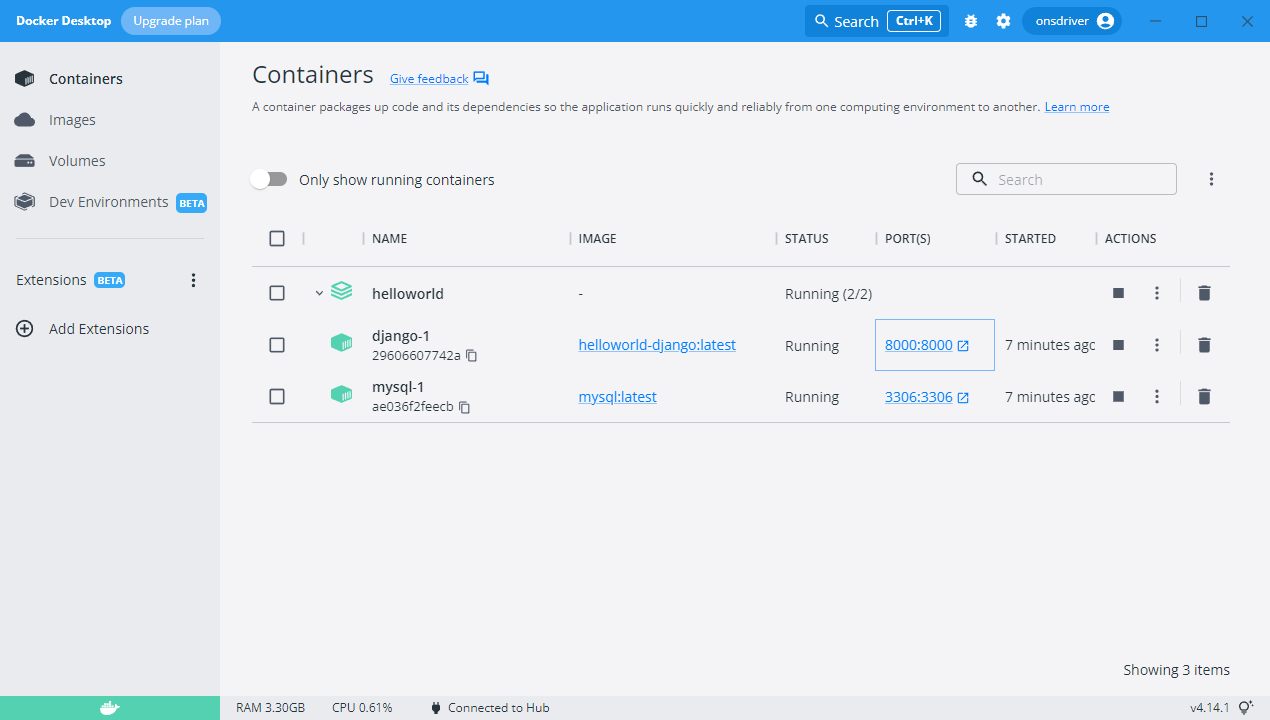 Docker Desktop Upgrade plan Search Ctrl+K onsdriver
Containers
Images
Volumes
Dev Environments BETA
Extensions BETA
Add Extensions
Containers Give feedback
A container packages up code and its dependencies so the application runs quickly and reliably from one computing environment to another. Learn more
Only show running containers Search
NAME IMAGE STATUS PORT(S) STARTED ACTIONS
helloworld - Running (2/2)
django-1
29606607742a helloworld-django:latest Running 8000:8000 7 minutes agc
mysql-1
ae036f2feecb mysql:latest Running 3306:3306 7 minutes agc
Showing 3 items
RAM 3.30GB CPU 0.61% Connected to Hub v4.14.1